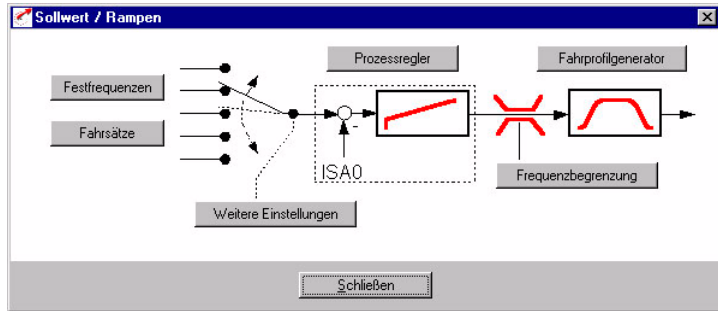 Sollwert / Rampen
Prozessregler
Fahrprofilgenerator
Festfrequenzen
Fahrsätze
-
ISA0
Frequenzbegrenzung
Weitere Einstellungen
Schließen